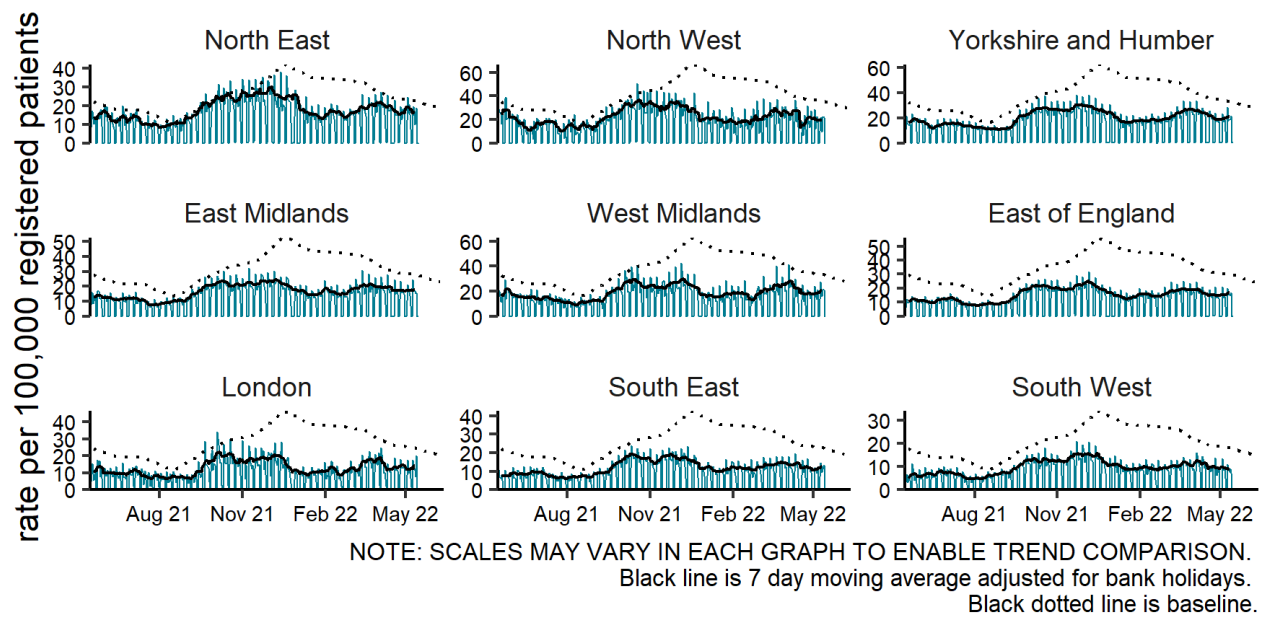 rate per 100,000 registered patients
North East
40
30
20
10
0
North West
60
40
20
0
Yorkshire and Humber
60
40
20
0
East Midlands
50
40
30
20
10
0
West Midlands
60
40
20
0
East of England
50
40
30
20
10
0
London
40
30
20
10
0
Aug 21 Nov 21 Feb 22 May 22
South East
40
30
20
10
0
Aug 21 Nov 21 Feb 22 May 22
South West
30
20
10
0
Aug 21 Nov 21 Feb 22 May 22
NOTE: SCALES MAY VARY IN EACH GRAPH TO ENABLE TREND COMPARISON.
Black line is 7 day moving average adjusted for bank holidays.
Black dotted line is baseline.